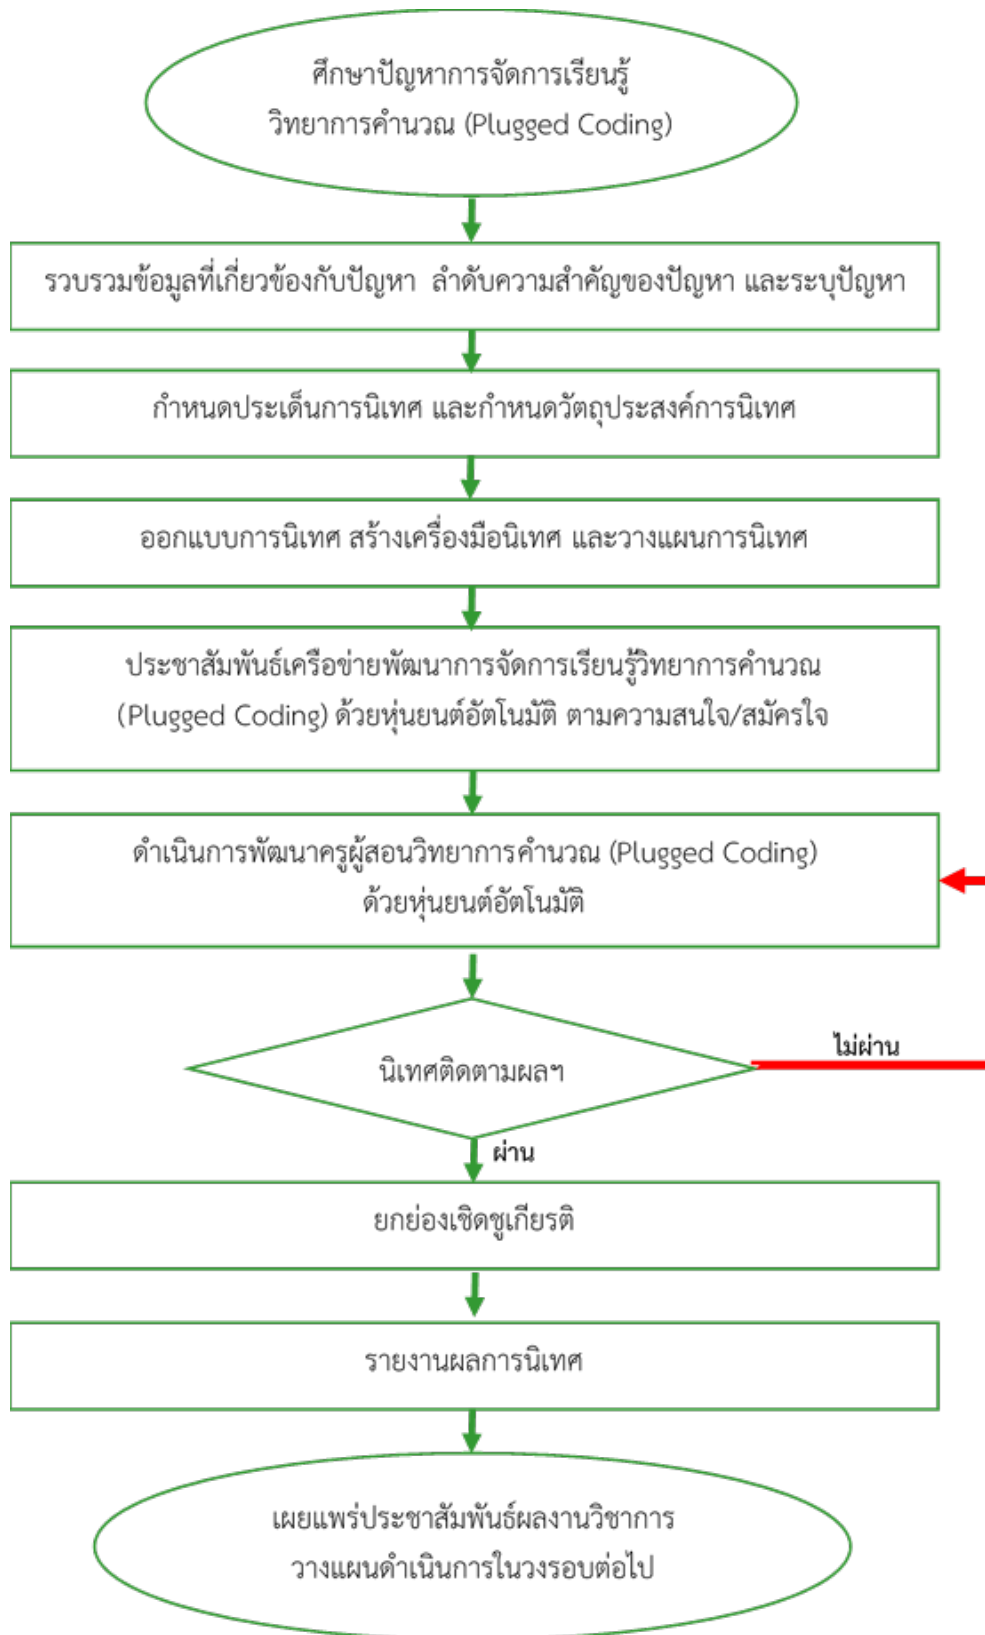 ศึกษาปัญหาการจัดการเรียนรู้
วิทยาการคำนวณ (Plugged Coding)
รวบรวมข้อมูลที่เกี่ยวข้องกับปัญหา ลำดับความสำคัญของปัญหา และระบุปัญหา
กำหนดประเด็นการนิเทศ และกำหนดวัตถุประสงค์การนิเทศ
ออกแบบการนิเทศ สร้างเครื่องมือนิเทศ และวางแผนการนิเทศ
ประชาสัมพันธ์เครือข่ายพัฒนาการจัดการเรียนรู้วิทยาการคำนวณ
(Plugged Coding) ด้วยหุ่นยนต์อัตโนมัติ ตามความสนใจ/สมัครใจ
ดำเนินการพัฒนาครูผู้สอนวิทยาการคำนวณ (Plugged Coding)
ด้วยหุ่นยนต์อัตโนมัติ
ไม่ผ่าน
นิเทศติดตามผลฯ
ผ่าน
ยกย่องเชิดชูเกียรติ
รายงานผลการนิเทศ
เผยแพร่ประชาสัมพันธ์ผลงานวิชาการ
วางแผนดำเนินการในวงรอบต่อไป